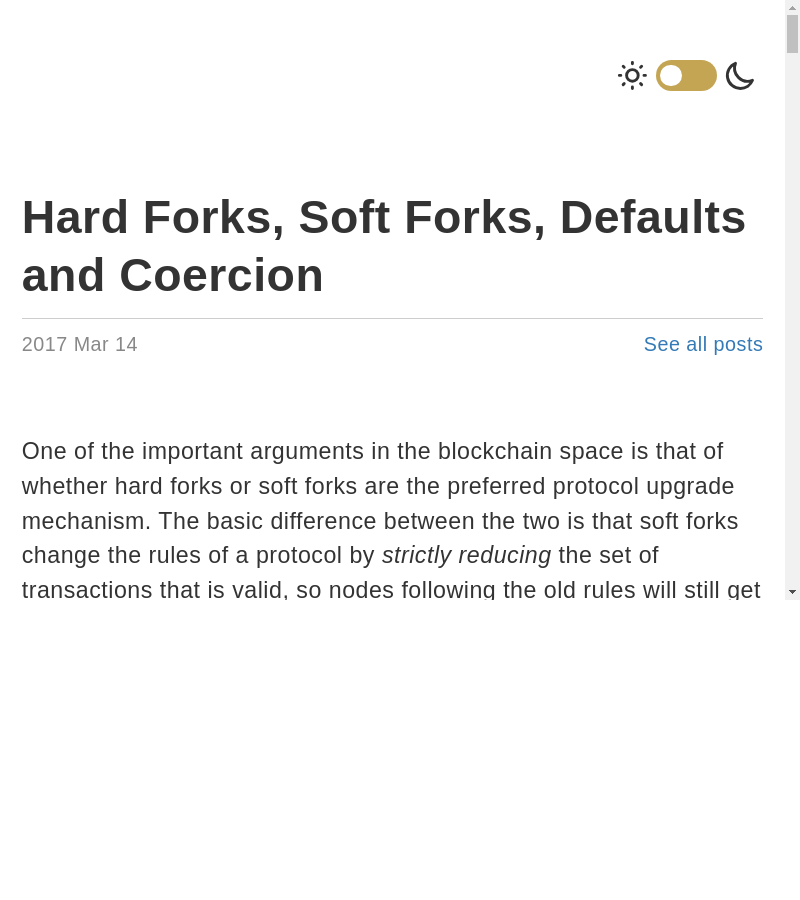 Hard Forks, Soft Forks, Defaults
and Coercion
2017 Mar 14
See all posts
One of the important arguments in the blockchain space is that of
whether hard forks or soft forks are the preferred protocol upgrade
mechanism. The basic difference between the two is that soft forks
change the rules of a protocol by strictly reducing the set of
transactions that is valid, so nodes following the old rules will still get